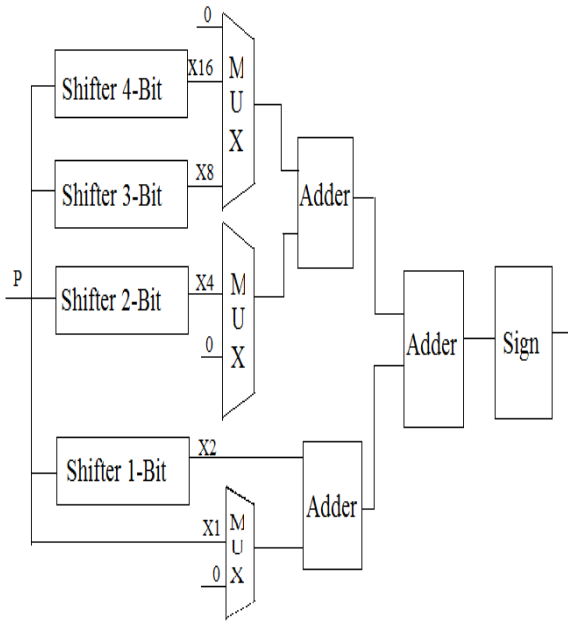 0
X16
Shifter 4-Bit
M
U
X
X8
Shifter 3-Bit
Adder
P
X4
Shifter 2-Bit
M
U
X
0
Adder
Sign
X2
Shifter 1-Bit
Adder
X1
M
U
X
0